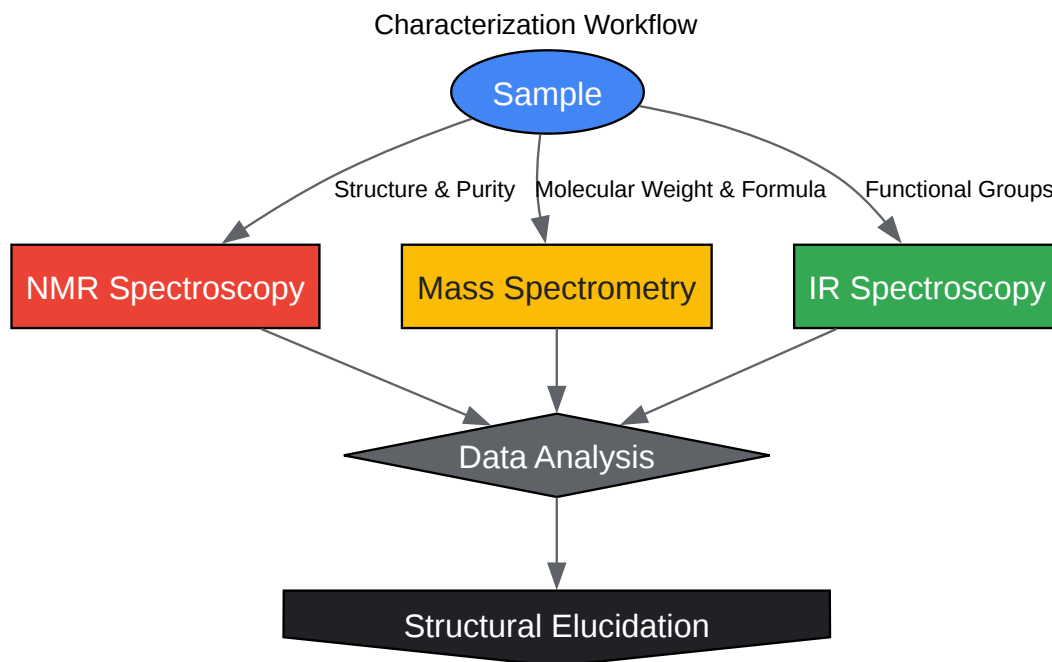 Characterization Workflow
Sample
Structure & Purity
Molecular Weight & Formula
Functional Groups
NMR Spectroscopy
Mass Spectrometry
IR Spectroscopy
Data Analysis
Structural Elucidation